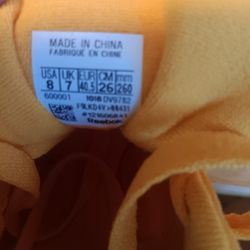 MADE IN CHINA
FABRIQUÉ EN CHINE
USA UK EUR CM mm
8 7 40.5 26 260
600001 1018 DV9782
Reebok